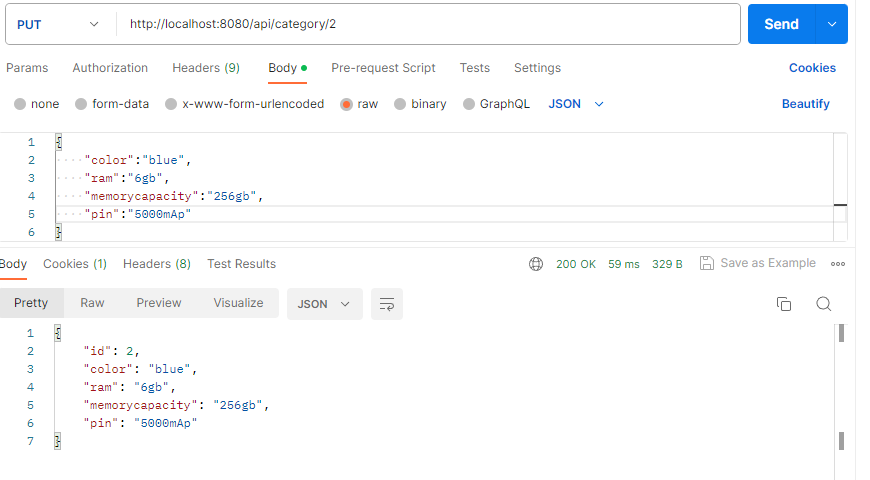 PUT http://localhost:8080/api/category/2 Send
Params Authorization Headers (9) Body Pre-request Script Tests Settings Cookies
none form-data x-www-form-urlencoded raw binary GraphQL JSON Beautify
1 {
2 "color":"blue",
3 "ram":"6gb",
4 "memorycapacity":"256gb",
5 "pin":"5000mAp"
6 }
Body Cookies (1) Headers (8) Test Results 200 OK 59 ms 329 B Save as Example
Pretty Raw Preview Visualize JSON
1 {
2 "id": 2,
3 "color": "blue",
4 "ram": "6gb",
5 "memorycapacity": "256gb",
6 "pin": "5000mAp"
7 }